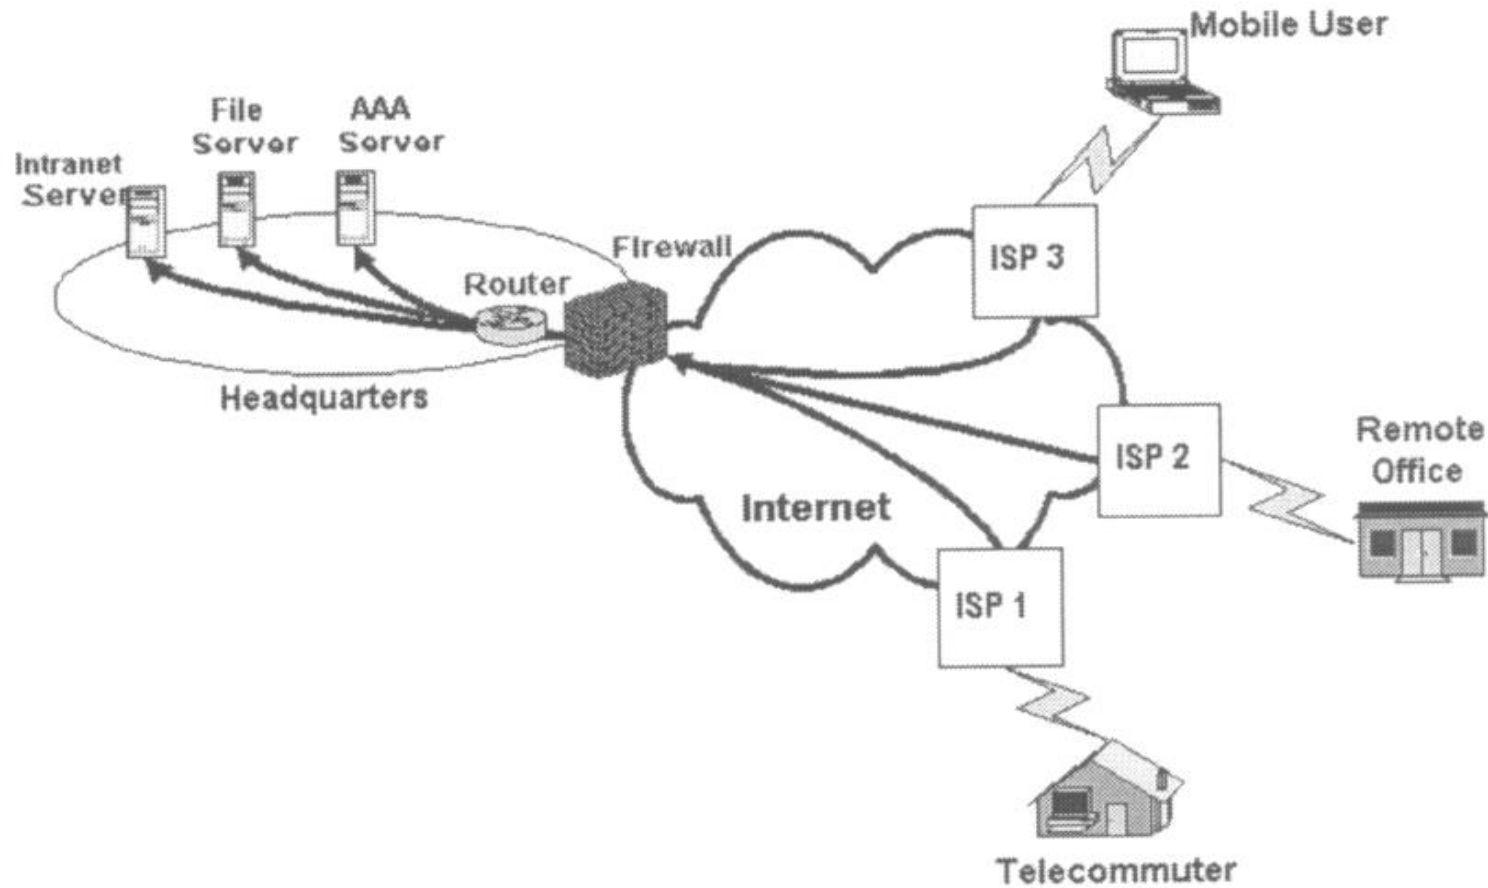 Mobile User
File
Server
AAA
Server
Intranet
Server
Firewall
Router
ISP 3
Headquarters
ISP 2
Remote
Office
Internet
ISP 1
Telecommuter